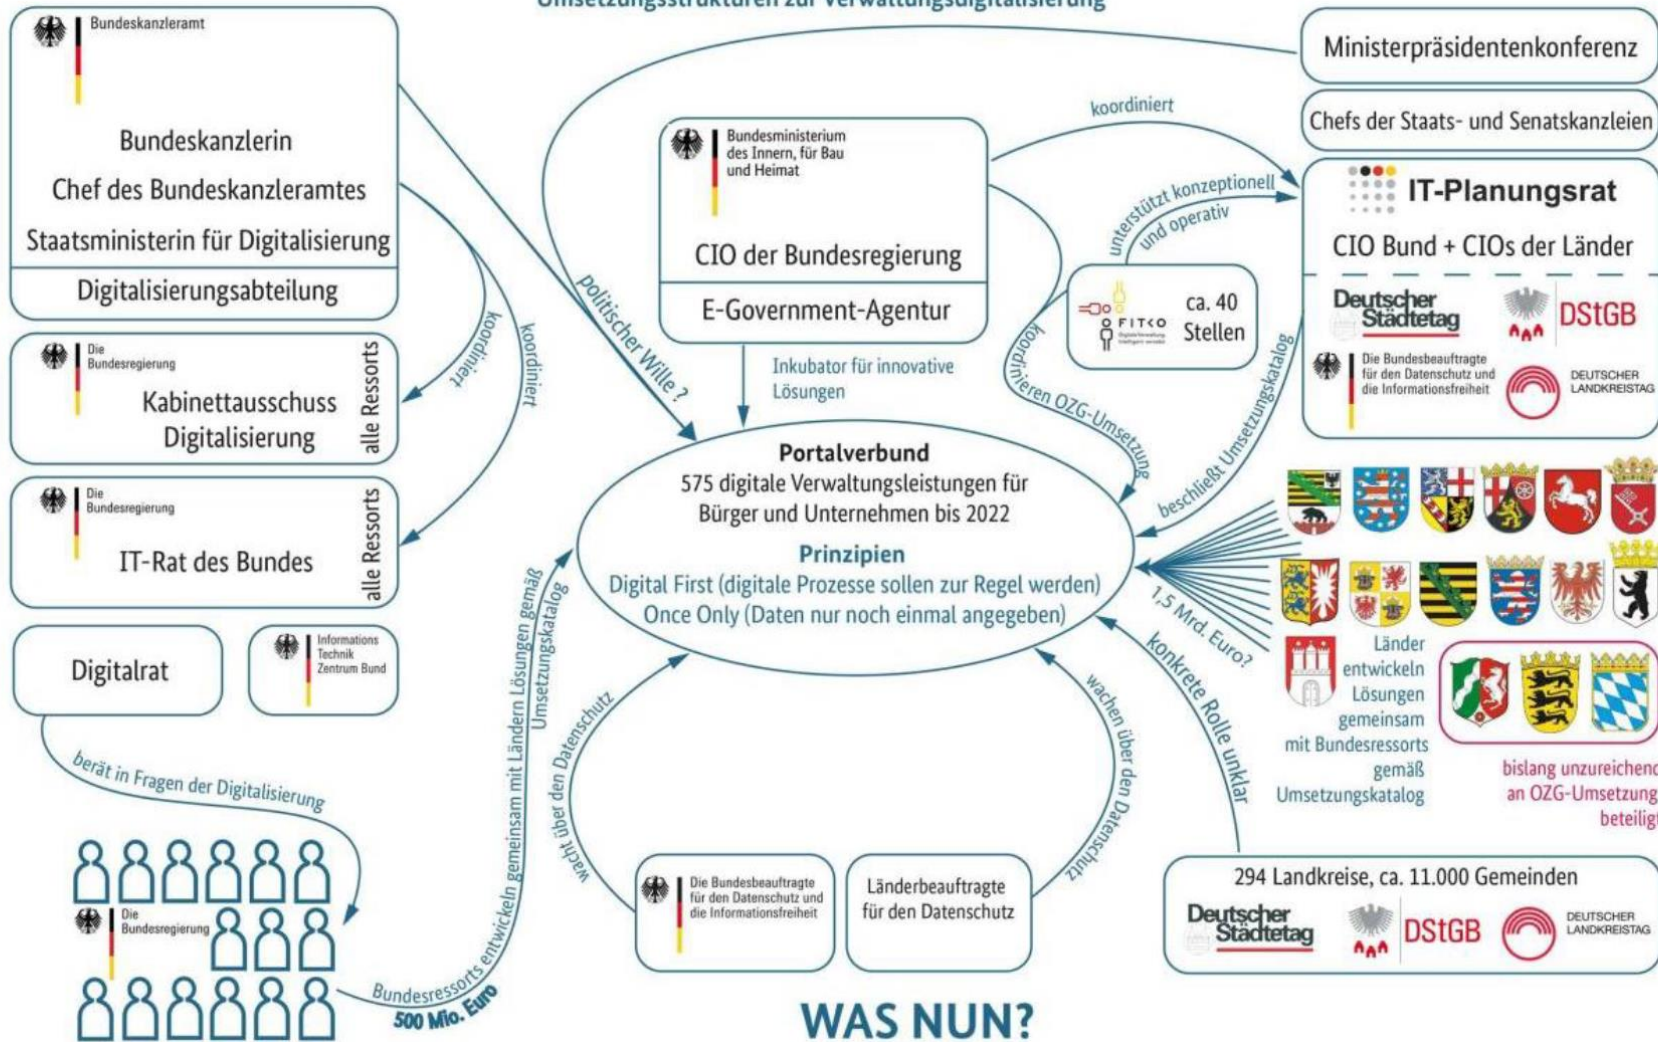 Umsetzungsstrukturen zur Verwaltungsdigitalisierung
Bundeskanzleramt
Bundeskanzlerin
Chef des Bundeskanzleramtes
Staatsministerin für Digitalisierung
Digitalisierungsabteilung
koordiniert
koordiniert
Die
Bundesregierung
Kabinettausschuss
Digitalisierung
alle Ressorts
Die
Bundesregierung
IT-Rat des Bundes
alle Ressorts
Digitalrat
Informations
Technik
Zentrum Bund
berät in Fragen der Digitalisierung
Die
Bundesregierung
Bundesressorts entwickeln gemeinsam mit Ländern Lösungen gemäß
Umsetzungskatalog
500 Mio. Euro
politischer Wille ?
Bundesministerium
des Innern, für Bau
und Heimat
CIO der Bundesregierung
E-Government-Agentur
Inkubator für innovative
Lösungen
koordiniert
unterstützt konzeptionell
und operativ
FITKO
ca. 40
Stellen
koordinieren OZG-Umsetzung
Ministerpräsidentenkonferenz
Chefs der Staats- und Senatskanzleien
IT-Planungsrat
CIO Bund + CIOs der Länder
Deutscher
Städtetag
DStGB
Die Bundesbeauftragte
für den Datenschutz und
die Informationsfreiheit
DEUTSCHER
LANDKREISTAG
beschließt Umsetzungskatalog
Portalverbund
575 digitale Verwaltungsleistungen für
Bürger und Unternehmen bis 2022
Prinzipien
Digital First (digitale Prozesse sollen zur Regel werden)
Once Only (Daten nur noch einmal angegeben)
1,5 Mrd. Euro?
Länder
entwickeln
Lösungen
gemeinsam
mit Bundesressorts
gemäß
Umsetzungskatalog
bislang unzureichend
an OZG-Umsetzung
beteiligt
konkrete Rolle unklar
wacht über den Datenschutz
wachen über den Datenschutz
Die Bundesbeauftragte
für den Datenschutz und
die Informationsfreiheit
Länderbeauftragte
für den Datenschutz
294 Landkreise, ca. 11.000 Gemeinden
Deutscher
Städtetag
DStGB
DEUTSCHER
LANDKREISTAG
WAS NUN?